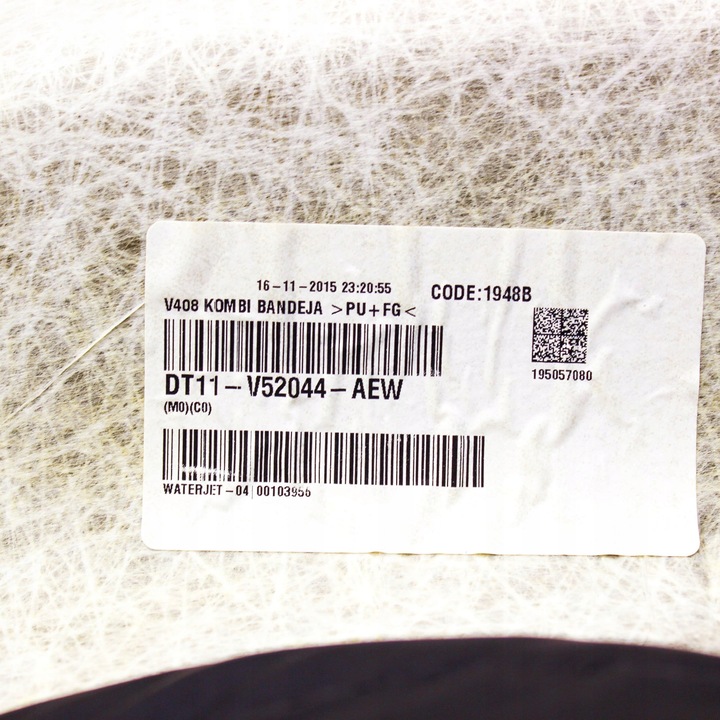 16-11-2015 23:20:55
CODE:1948B
V408 KOMBI BANDEJA >PU+FG<
195057080
DT11-V52044-AEW
(M0)(C0)
WATERJET-04 00103955